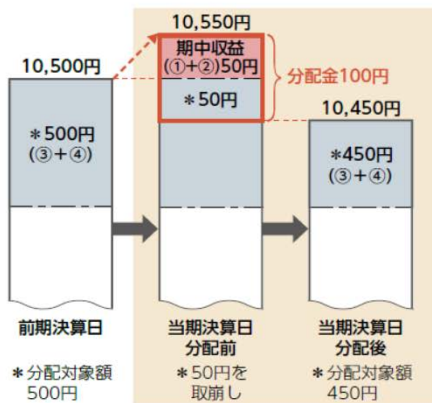 10,550円
期中収益
(①+②)50円
＊50円
分配金100円
10,500円
＊500円
(③+④)
10,450円
＊450円
(③+④)
前期決算日
当期決算日
分配前
当期決算日
分配後
＊分配対象額
500円
＊50円を
取崩し
＊分配対象額
450円